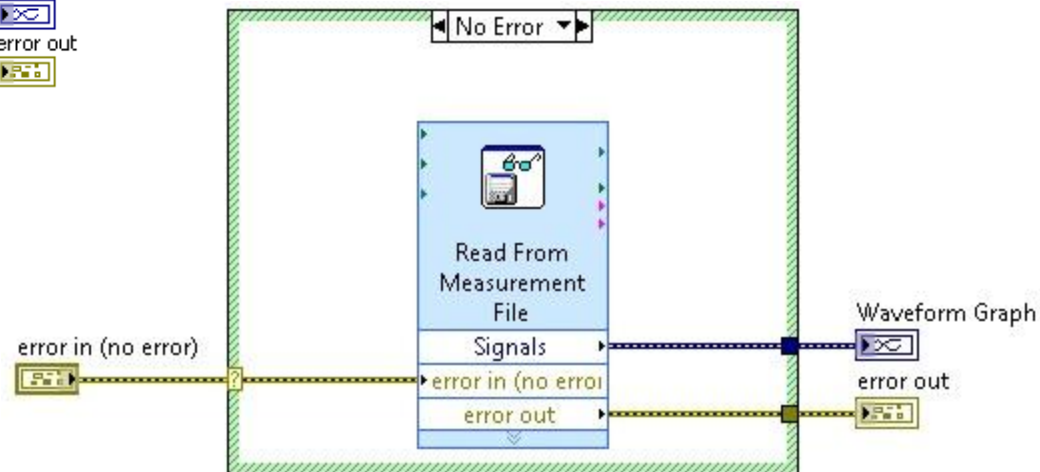 error out
No Error
Read From
Measurement
File
Signals
error in (no error)
error in (no erro
error out
Waveform Graph
error out